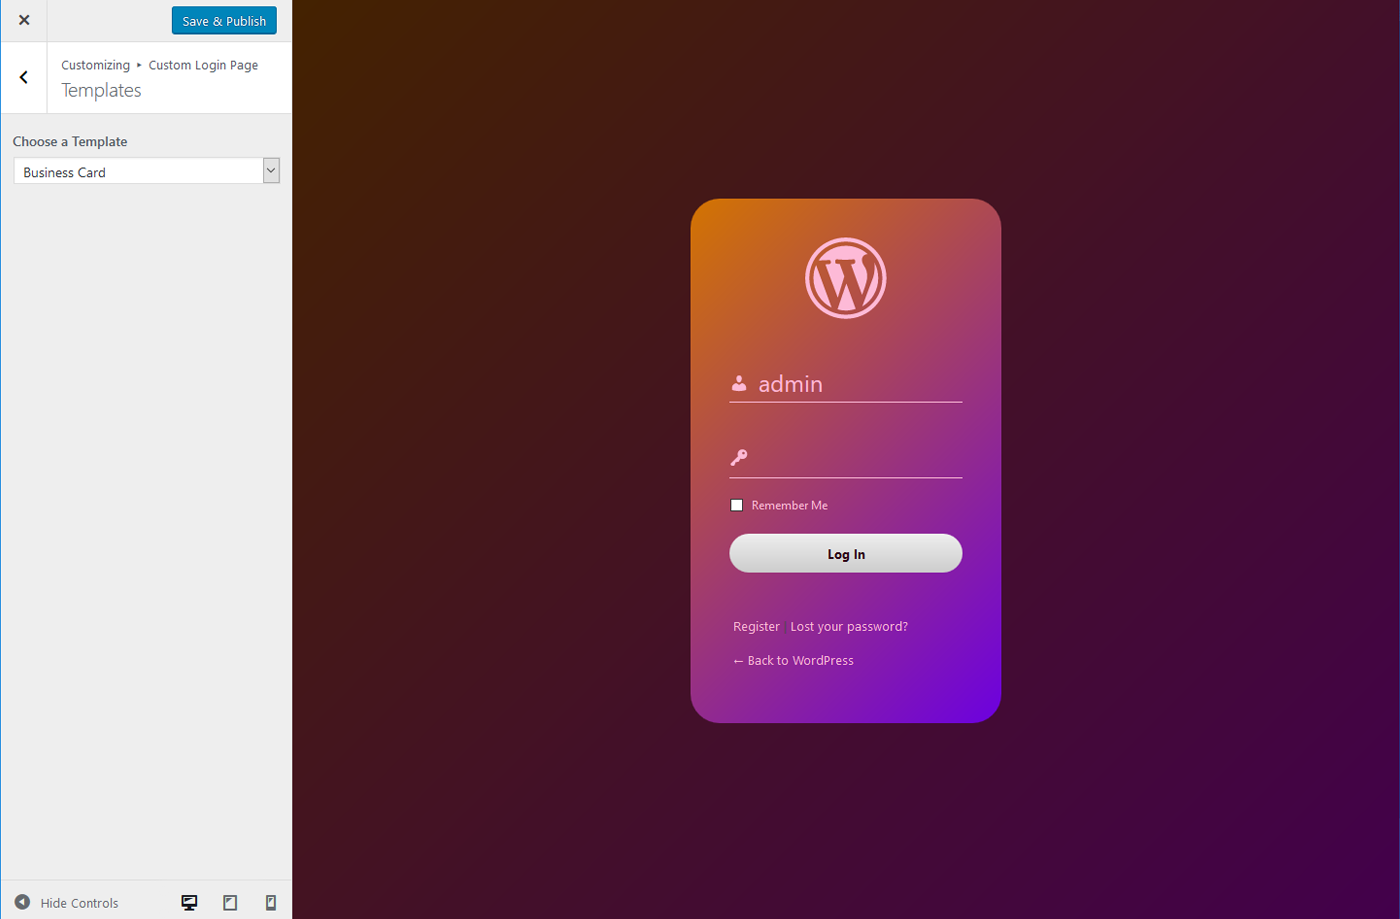 Save & Publish
Customizing ▸ Custom Login Page
Templates
Choose a Template
Business Card
admin
Remember Me
Log In
Register Lost your password?
← Back to WordPress
Hide Controls